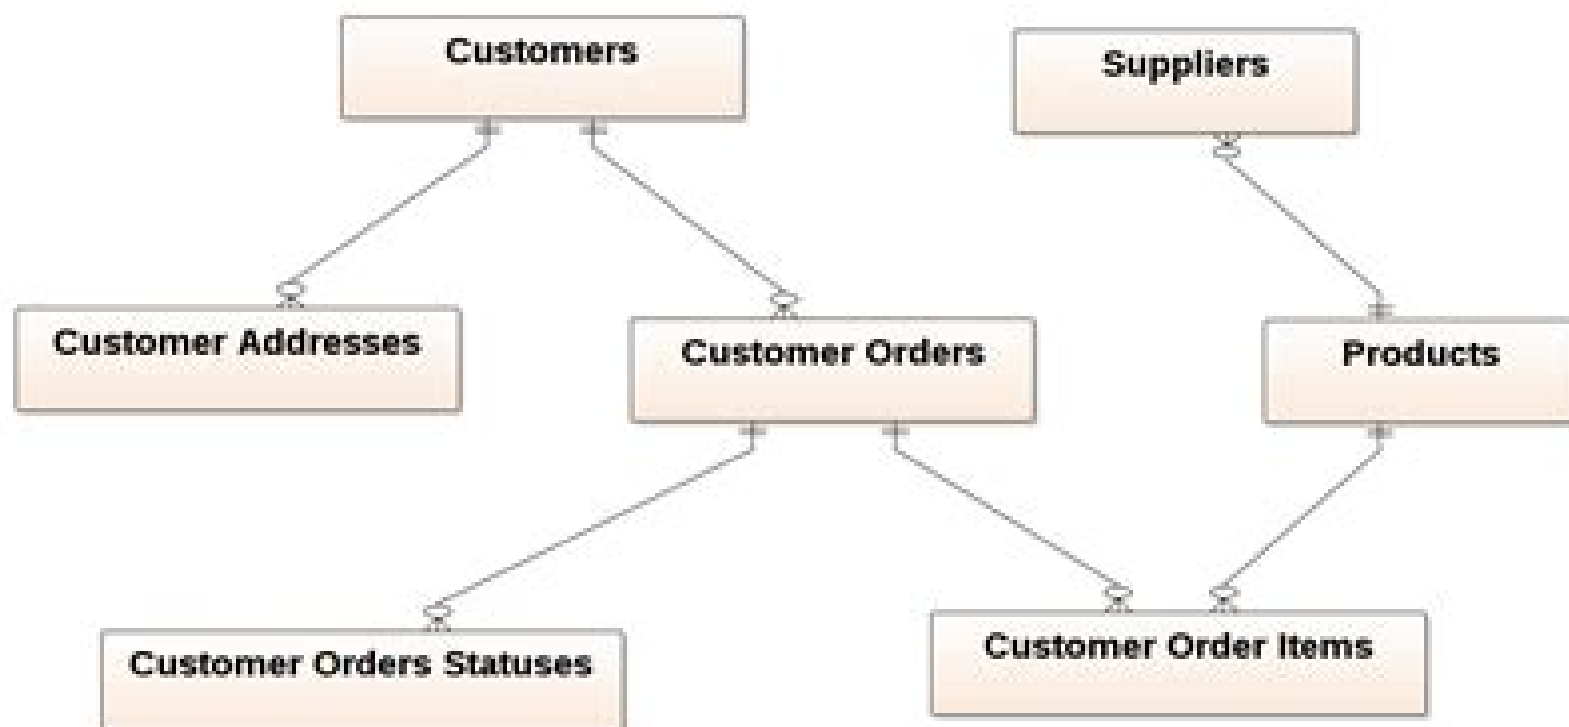 Customers
Suppliers
Customer Addresses
Customer Orders
Products
Customer Orders Statuses
Customer Order Items